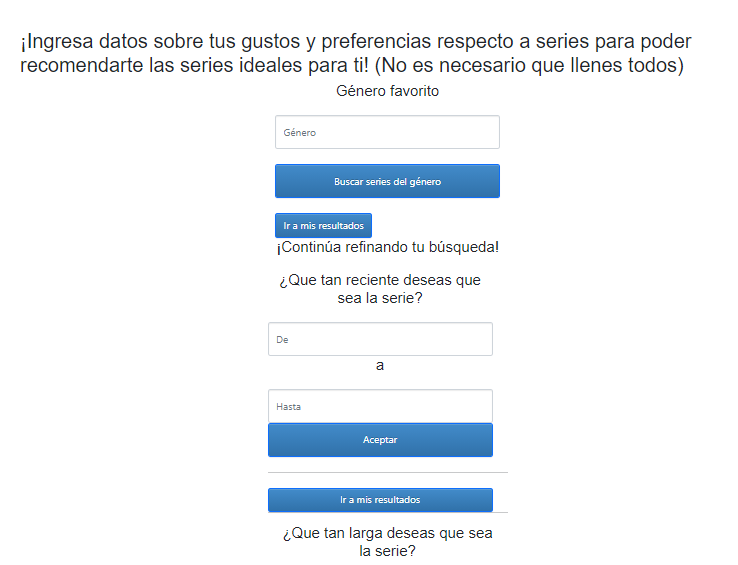 ¡Ingresa datos sobre tus gustos y preferencias respecto a series para poder
recomendarte las series ideales para ti! (No es necesario que llenes todos)
Género favorito
Género
Buscar series del género
Ir a mis resultados
¡Continúa refinando tu búsqueda!
¿Que tan reciente deseas que
sea la serie?
De
a
Hasta
Aceptar
Ir a mis resultados
¿Que tan larga deseas que sea
la serie?